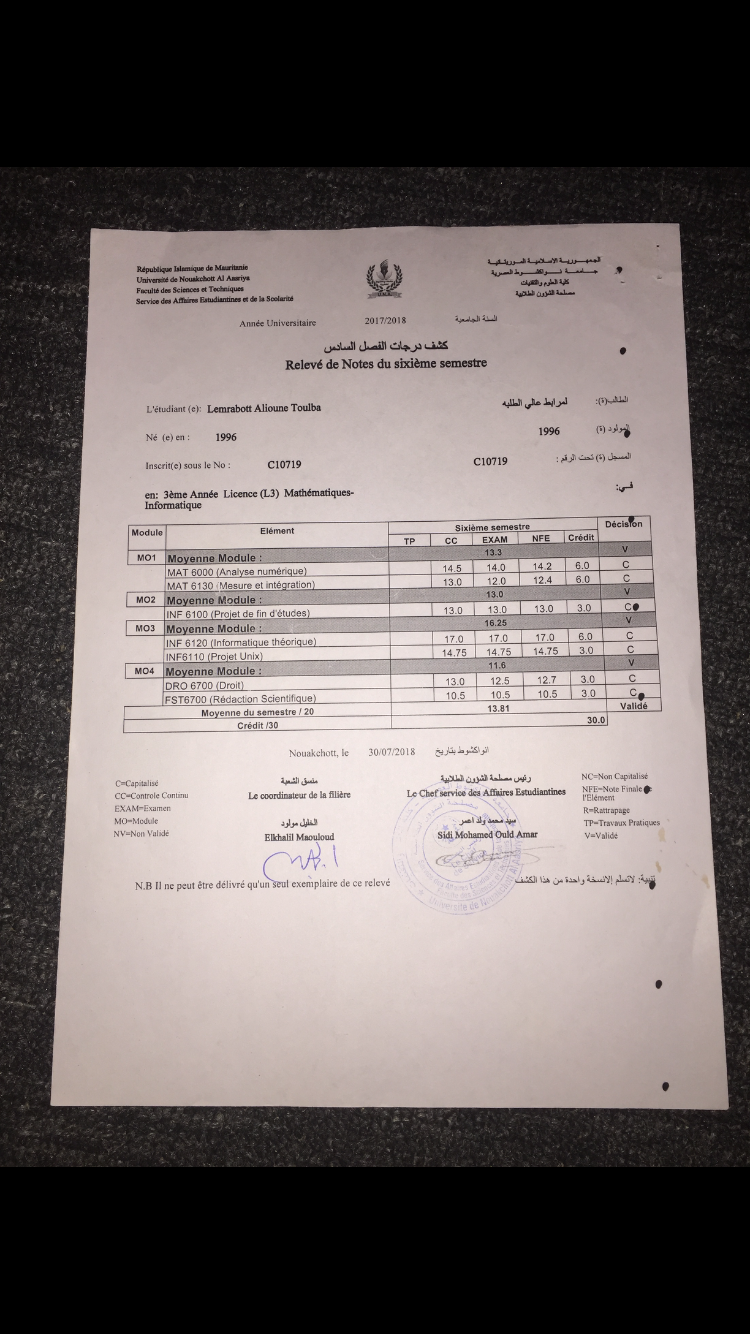 République Islamique de Mauritanie
Université de Nouakchott Al Aasriya
Faculté des Sciences et Techniques
Service des Affaires Estudiantines et de la Scolarité
الجمهورية الإسلامية الموريتانية
جامعة نواكشوط العصرية
كلية العلوم والتقنيات
مصلحة الشؤون الطلابية
Année Universitaire 2017/2018 السنة الجامعية
كشف درجات الفصل السادس
Relevé de Notes du sixième semestre
L'étudiant (e): Lemrabott Alioune Toulba لمرابط عالي الطلبه الطالب(ة):
Né (e) en : 1996 1996 المولود (ة)
Inscrit(e) sous le No : C10719 C10719 المسجل (ة) تحت الرقم :
en: 3ème Année Licence (L3) Mathématiques-Informatique فـي:
Module Elément Sixième semestre Décision
TP CC EXAM NFE Crédit
MO1 Moyenne Module : 13.3 V
MAT 6000 (Analyse numérique) 14.5 14.0 14.2 6.0 C
MAT 6130 (Mesure et intégration) 13.0 12.0 12.4 6.0 C
MO2 Moyenne Module : 13.0 V
INF 6100 (Projet de fin d'études) 13.0 13.0 13.0 3.0 C
MO3 Moyenne Module : 16.25 V
INF 6120 (Informatique théorique) 17.0 17.0 17.0 6.0 C
INF6110 (Projet Unix) 14.75 14.75 14.75 3.0 C
MO4 Moyenne Module : 11.6 V
DRO 6700 (Droit) 13.0 12.5 12.7 3.0 C
FST6700 (Rédaction Scientifique) 10.5 10.5 10.5 3.0 C
Moyenne du semestre / 20 13.81 Validé
Crédit /30 30.0
Nouakchott, le 30/07/2018 انواكشوط بتاريخ
C=Capitalisé
CC=Controle Continu
EXAM=Examen
MO=Module
NV=Non Validé
منسق الشعبة
Le coordinateur de la filière
الخليل مولود
Elkhalil Maouloud
رئيس مصلحة الشؤون الطلابية
Le Chef service des Affaires Estudiantines
سيد محمد ولد اعمر
Sidi Mohamed Ould Amar
NC=Non Capitalisé
NFE=Note Finale
l'Elément
R=Rattrapage
TP=Travaux Pratiques
V=Validé
N.B Il ne peut être délivré qu'un seul exemplaire de ce relevé تنبيه: لاتسلم إلانسخة واحدة من هذا الكشف